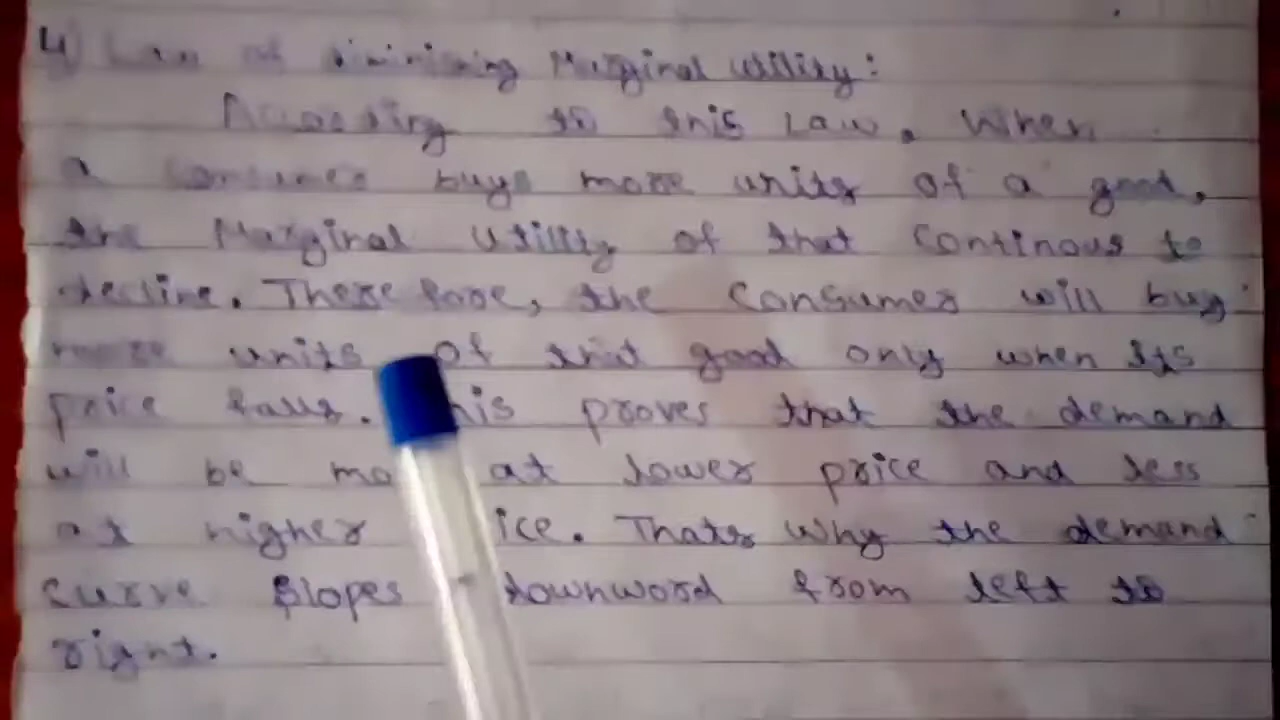 4) Law of diminishing Marginal utility:
According to this Law, When
a consumer buys more units of a good,
the Marginal Utility of that Continous to
decline. Therefore, the Consumer will buy
more units of that good only when its
price falls. his proves that the demand
will be mo at lower price and less
at higher ice. Thats why the demand
curve slopes downword from left to
right.